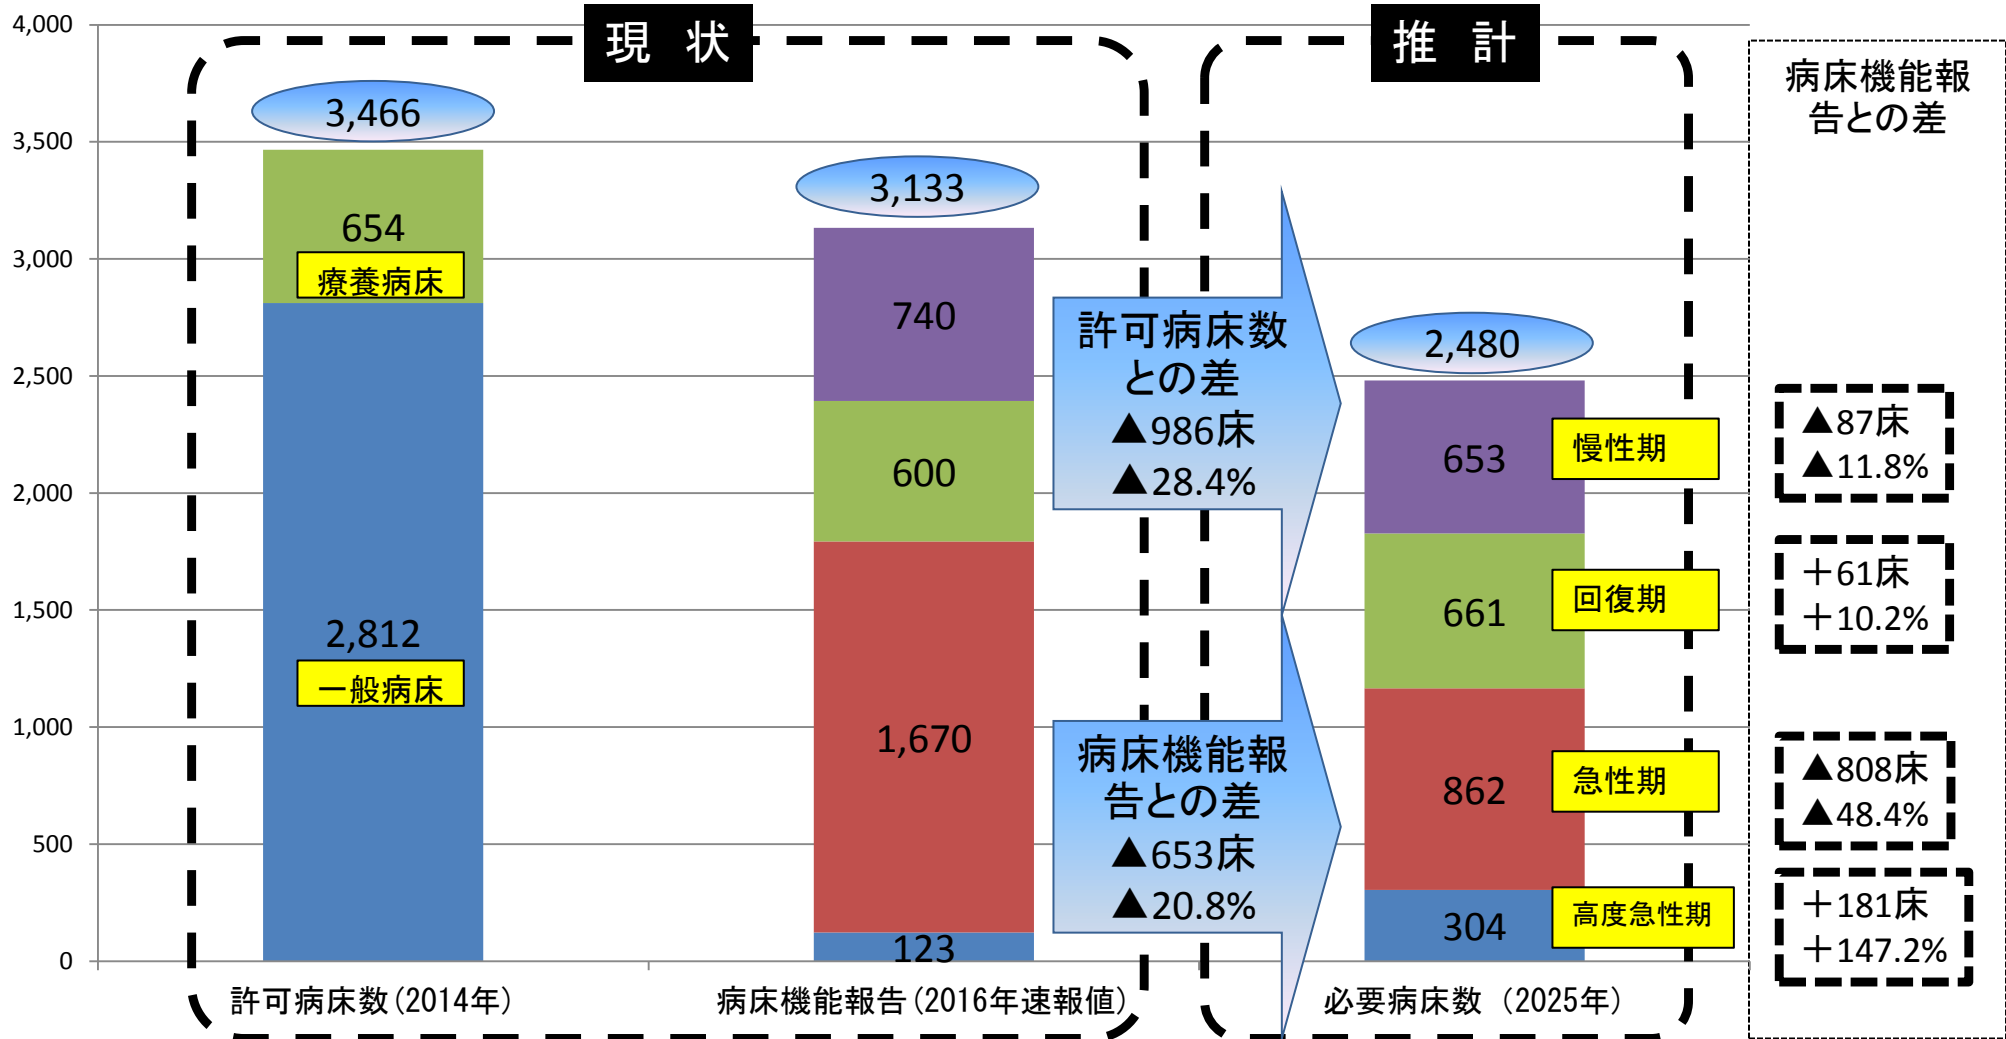 現　状
推　計
4,000
3,500
3,000
2,500
2,000
1,500
1,000
500
0
3,466
654
療養病床
2,812
一般病床
許可病床数(2014年)
3,133
740
600
1,670
123
病床機能報告(2016年速報値)
許可病床数
との差
▲986床
▲28.4%
病床機能報
告との差
▲653床
▲20.8%
2,480
653
慢性期
661
回復期
862
急性期
304
高度急性期
必要病床数 (2025年)
病床機能報
告との差
▲87床
▲11.8%
＋61床
＋10.2%
▲808床
▲48.4%
＋181床
＋147.2%